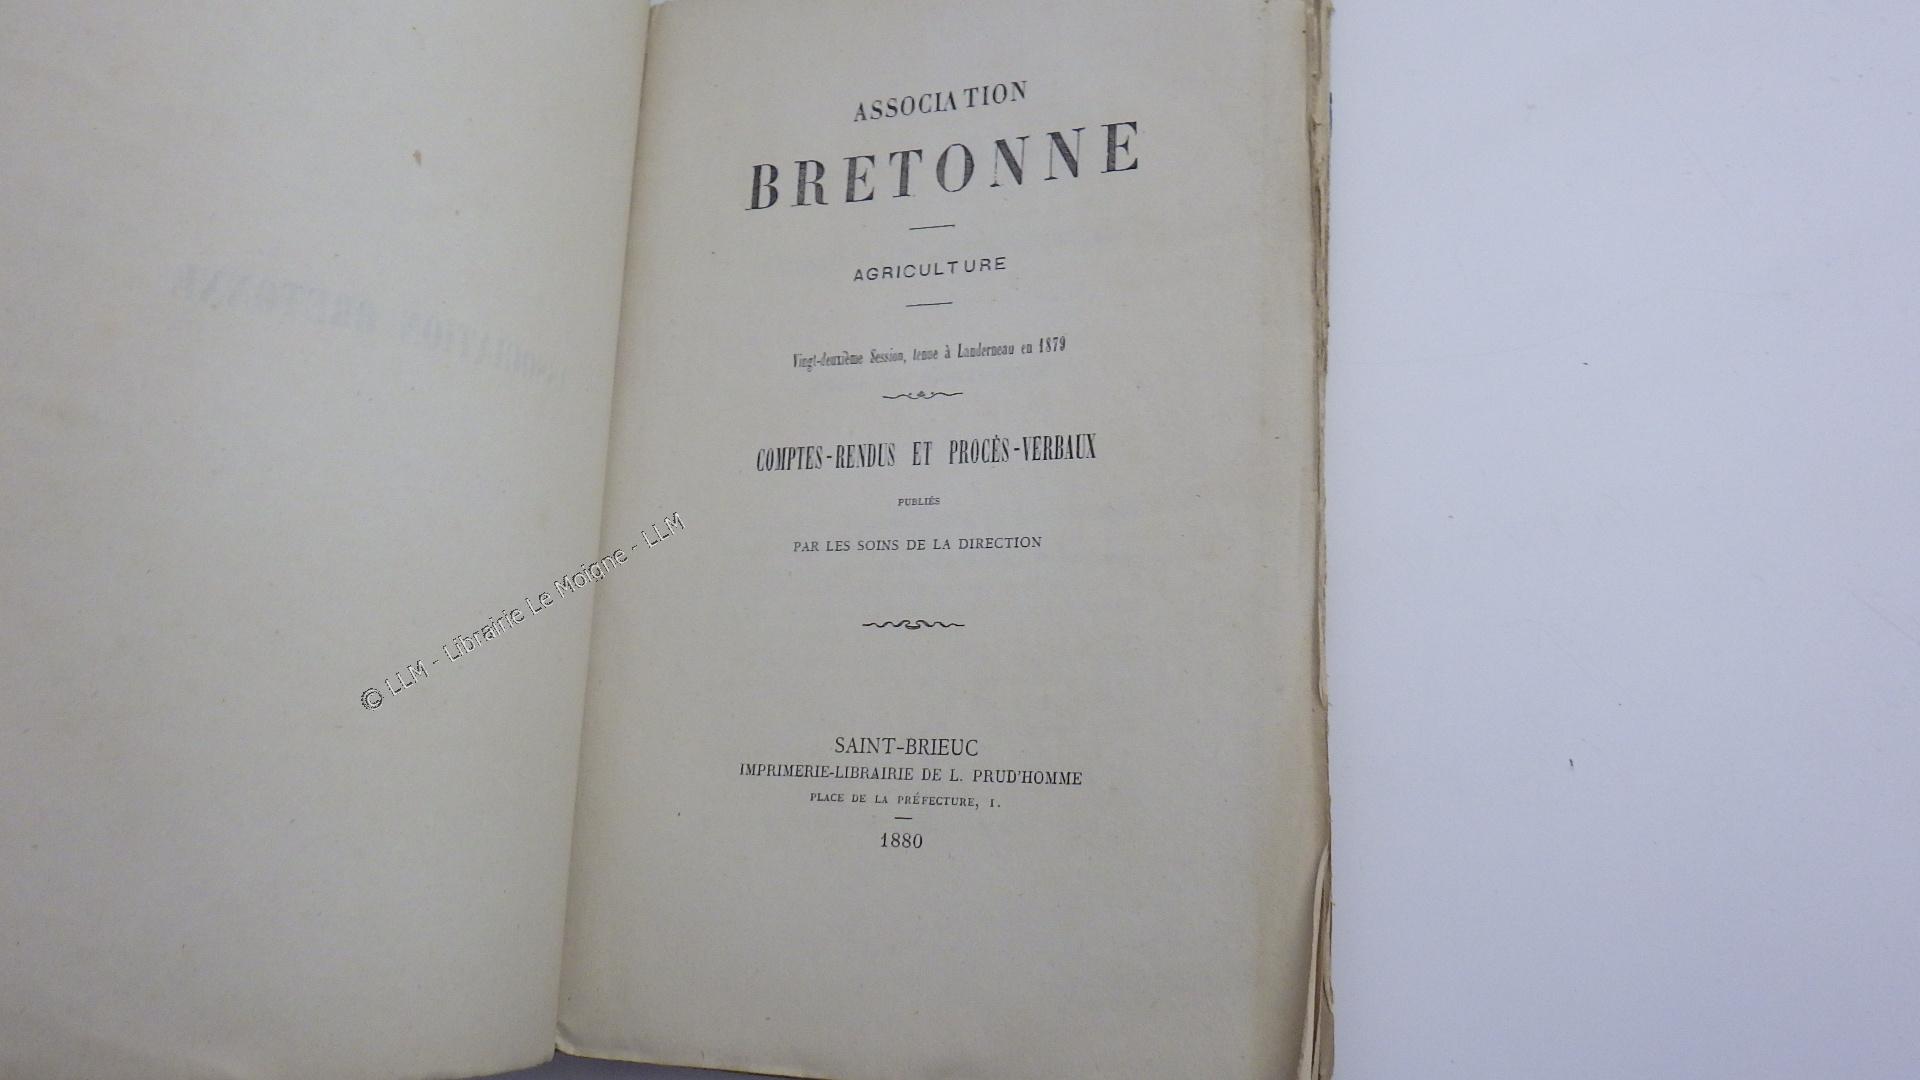 ASSOCIATION
BRETONNE
AGRICULTURE
Vingt-deuxième Session, tenue à Landerneau en 1879
COMPTES-RENDUS ET PROCÈS-VERBAUX
PUBLIÉS
PAR LES SOINS DE LA DIRECTION
SAINT-BRIEUC
IMPRIMERIE-LIBRAIRIE DE L. PRUD'HOMME
PLACE DE LA PRÉFECTURE, 1.
1880
© LLM - Librairie Le Moigne - LLM